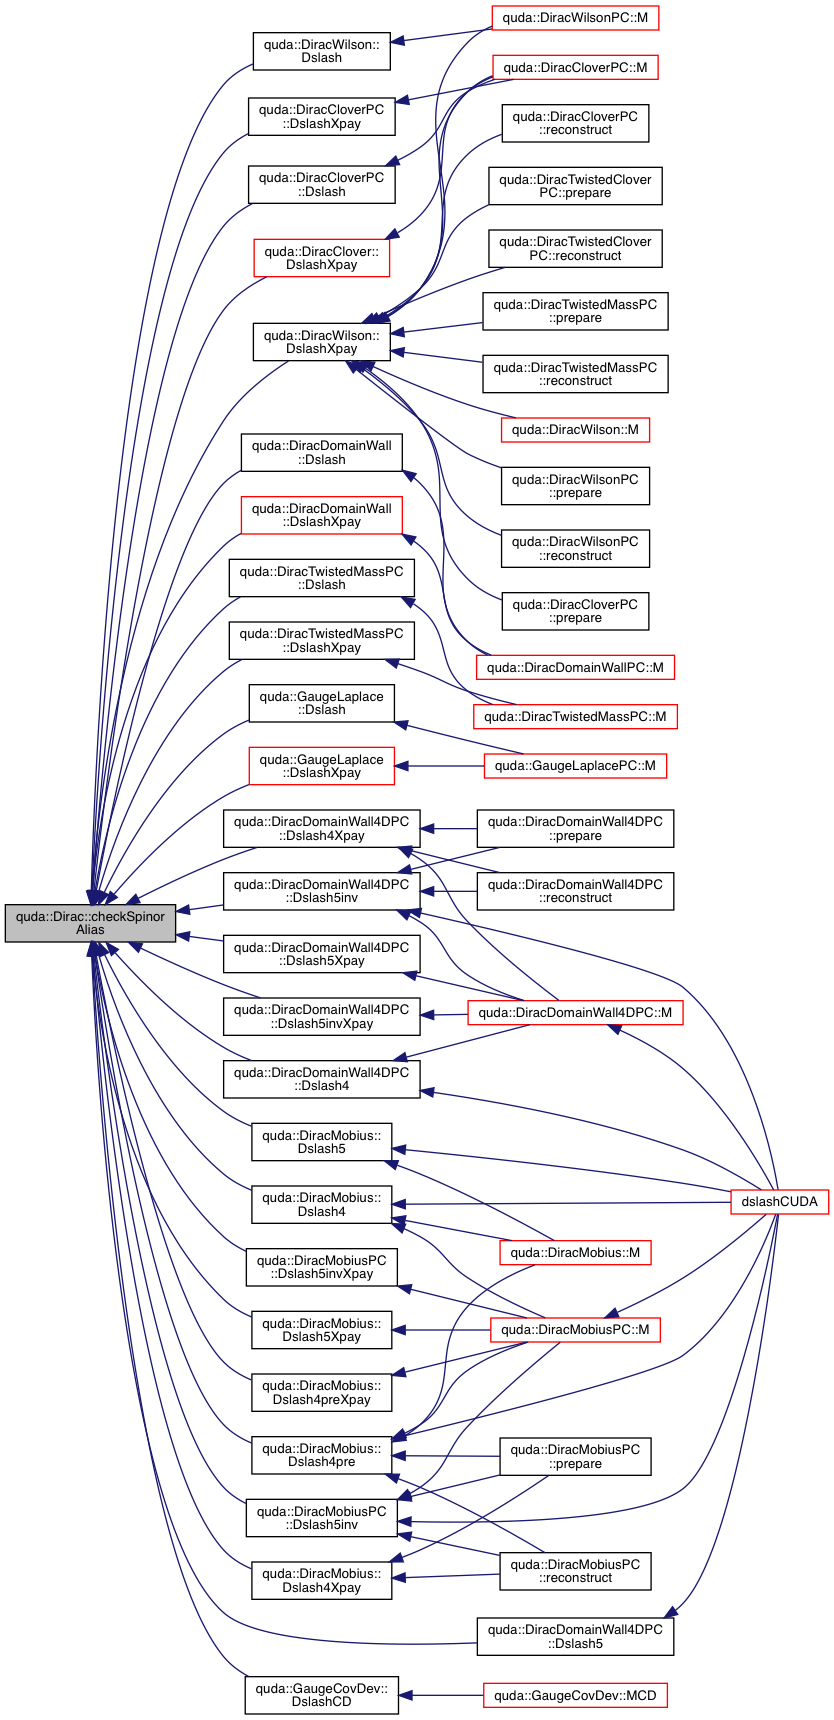 quda::Dirac::checkSpinor
Alias
quda::DiracWilson::
Dslash
quda::DiracCloverPC
::DslashXpay
quda::DiracCloverPC
::Dslash
quda::DiracClover::
DslashXpay
quda::DiracWilson::
DslashXpay
quda::DiracDomainWall
::Dslash
quda::DiracDomainWall
::DslashXpay
quda::DiracTwistedMassPC
::Dslash
quda::DiracTwistedMassPC
::DslashXpay
quda::GaugeLaplace
::Dslash
quda::GaugeLaplace
::DslashXpay
quda::DiracDomainWall4DPC
::Dslash4Xpay
quda::DiracDomainWall4DPC
::Dslash5inv
quda::DiracDomainWall4DPC
::Dslash5Xpay
quda::DiracDomainWall4DPC
::Dslash5invXpay
quda::DiracDomainWall4DPC
::Dslash4
quda::DiracMobius::
Dslash5
quda::DiracMobius::
Dslash4
quda::DiracMobiusPC
::Dslash5invXpay
quda::DiracMobius::
Dslash5Xpay
quda::DiracMobius::
Dslash4preXpay
quda::DiracMobius::
Dslash4pre
quda::DiracMobiusPC
::Dslash5inv
quda::DiracMobius::
Dslash4Xpay
quda::GaugeCovDev::
DslashCD
quda::DiracWilsonPC::M
quda::DiracCloverPC::M
quda::DiracCloverPC
::reconstruct
quda::DiracTwistedClover
PC::prepare
quda::DiracTwistedClover
PC::reconstruct
quda::DiracTwistedMassPC
::prepare
quda::DiracTwistedMassPC
::reconstruct
quda::DiracWilson::M
quda::DiracWilsonPC
::prepare
quda::DiracWilsonPC
::reconstruct
quda::DiracCloverPC
::prepare
quda::DiracDomainWallPC::M
quda::DiracTwistedMassPC::M
quda::GaugeLaplacePC::M
quda::DiracDomainWall4DPC
::prepare
quda::DiracDomainWall4DPC
::reconstruct
quda::DiracDomainWall4DPC::M
quda::DiracMobius::M
quda::DiracMobiusPC::M
quda::DiracMobiusPC
::prepare
quda::DiracMobiusPC
::reconstruct
quda::DiracDomainWall4DPC
::Dslash5
quda::GaugeCovDev::MCD
dslashCUDA